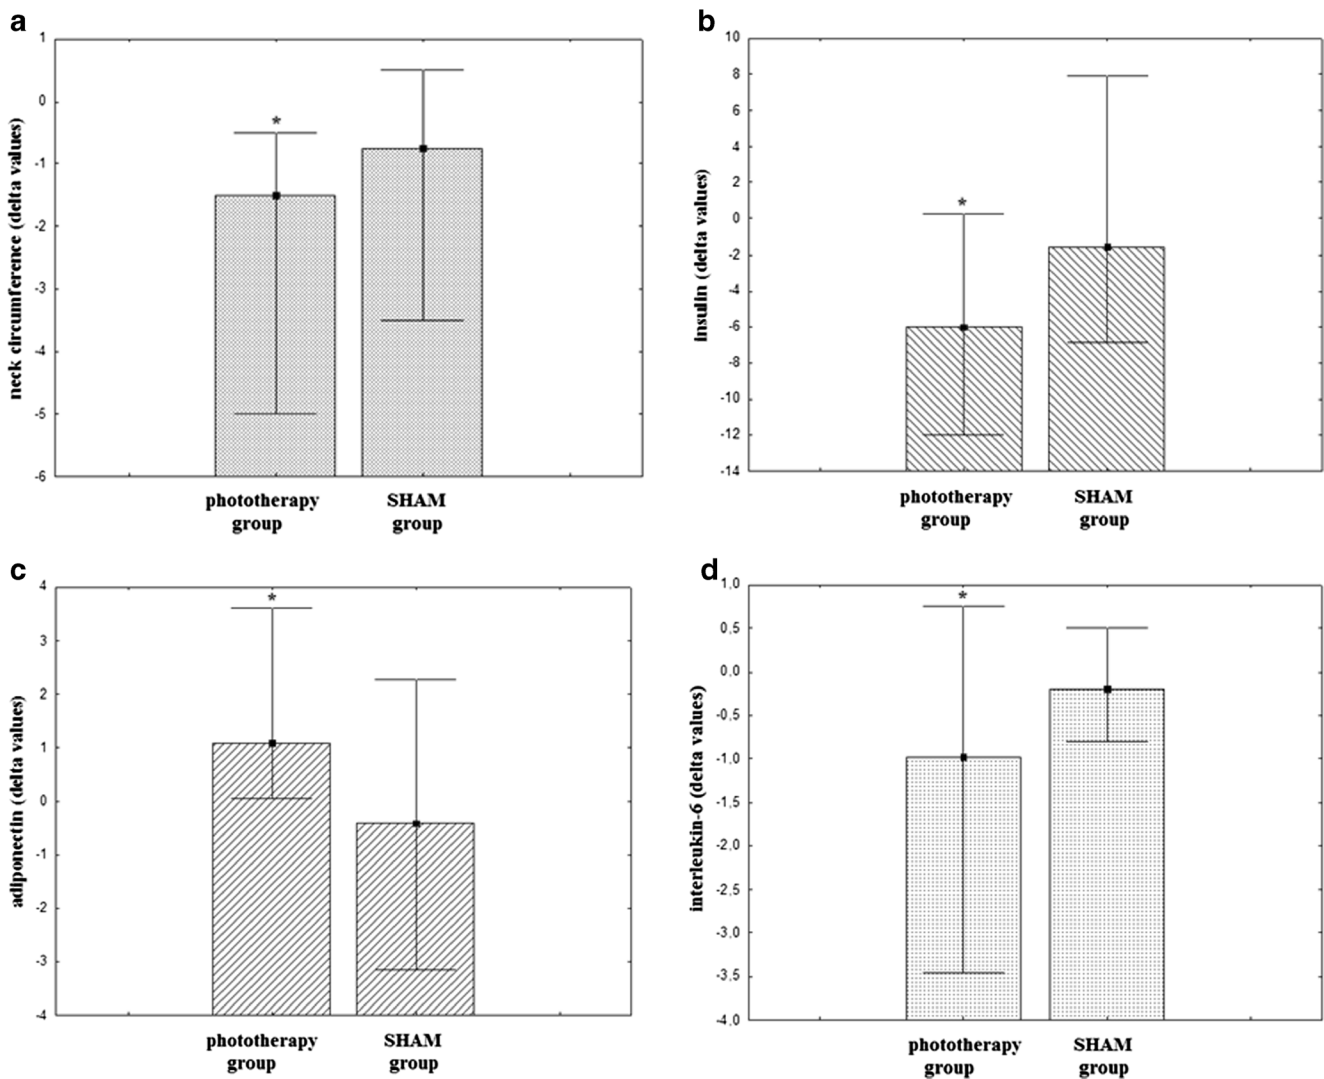 a
1
0
-1
-2
-3
-4
-5
-6
neck circumference (delta values)
*
phototherapy
group
SHAM
group
b
10
8
6
4
2
0
-2
-4
-6
-8
-10
-12
-14
insulin (delta values)
*
phototherapy
group
SHAM
group
c
4
3
2
1
0
-1
-2
-3
-4
adiponectin (delta values)
*
phototherapy
group
SHAM
group
d
1,0
0,5
0,0
-0,5
-1,0
-1,5
-2,0
-2,5
-3,0
-3,5
-4,0
interleukin-6 (delta values)
*
phototherapy
group
SHAM
group